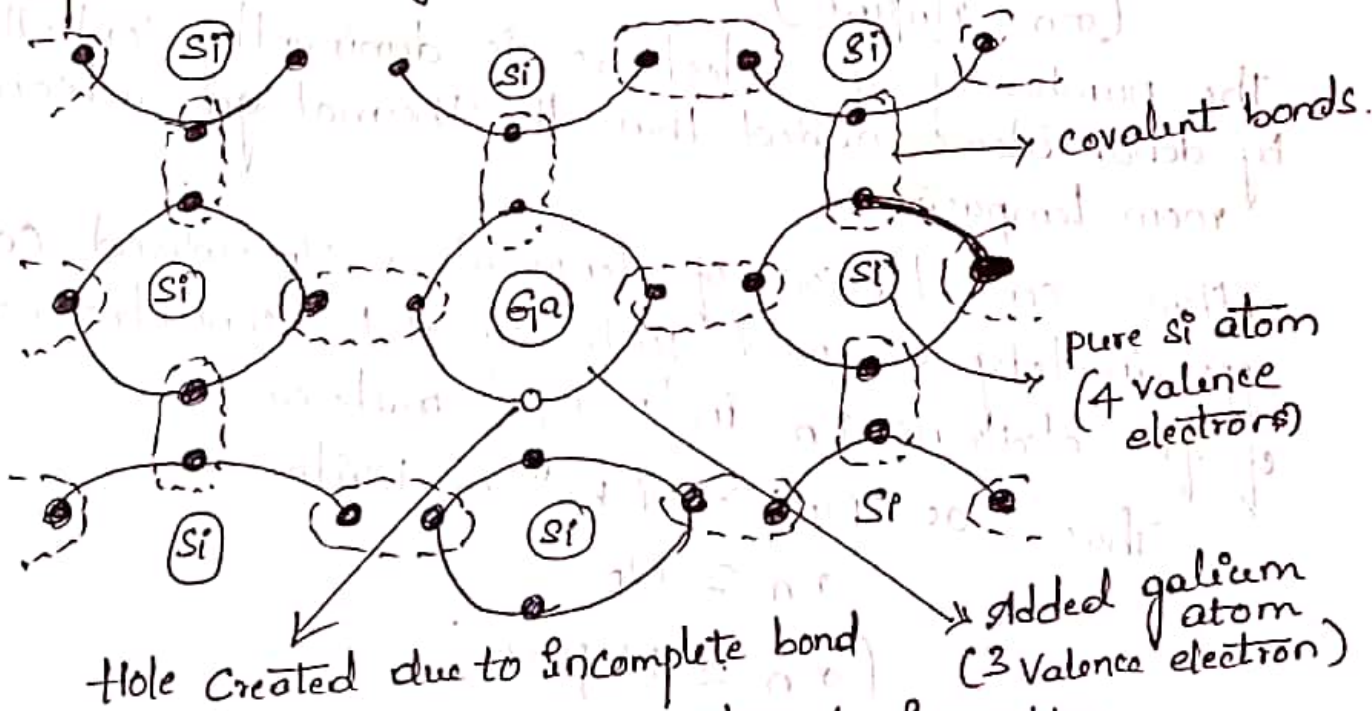 Si Si Si
covalint bonds.
Si Ga Si
pure si atom
(4 valence
electrons)
Si Si Si
Added galium
atom
(3 Valence electron)
Hole Created due to incomplete bond